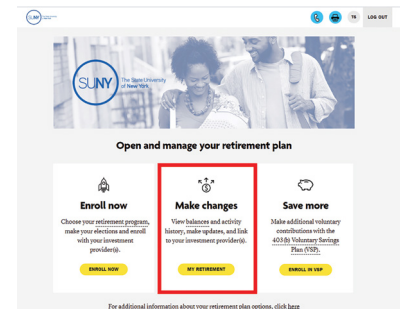 SUNY
TR
LOG OUT
SUNY
The State University
of New York
Open and manage your retirement plan
Enroll now
Choose your retirement program,
make your elections and enroll
with your investment
provider(s).
ENROLL NOW
Make changes
View balances and activity
history, make updates, and link
to your investment provider(s).
MY RETIREMENT
Save more
Make additional voluntary
contributions with the
403(b) Voluntary Savings
Plan (VSP).
ENROLL IN VSP
For additional information about your retirement plan options, click here